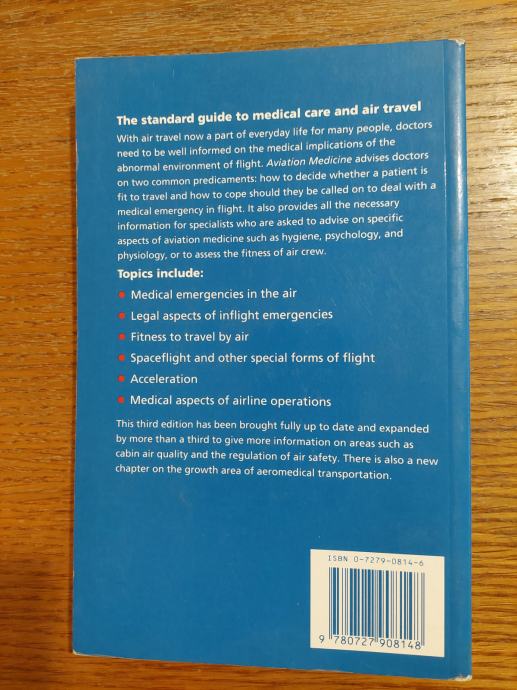 The standard guide to medical care and air travel
With air travel now a part of everyday life for many people, doctors
need to be well informed on the medical implications of the
abnormal environment of flight. Aviation Medicine advises doctors
on two common predicaments: how to decide whether a patient is
fit to travel and how to cope should they be called on to deal with a
medical emergency in flight. It also provides all the necessary
information for specialists who are asked to advise on specific
aspects of aviation medicine such as hygiene, psychology, and
physiology, or to assess the fitness of air crew.
Topics include:
• Medical emergencies in the air
• Legal aspects of inflight emergencies
• Fitness to travel by air
• Spaceflight and other special forms of flight
• Acceleration
• Medical aspects of airline operations
This third edition has been brought fully up to date and expanded
by more than a third to give more information on areas such as
cabin air quality and the regulation of air safety. There is also a new
chapter on the growth area of aeromedical transportation.
ISBN 0-7279-0814-6
9 780727 908148